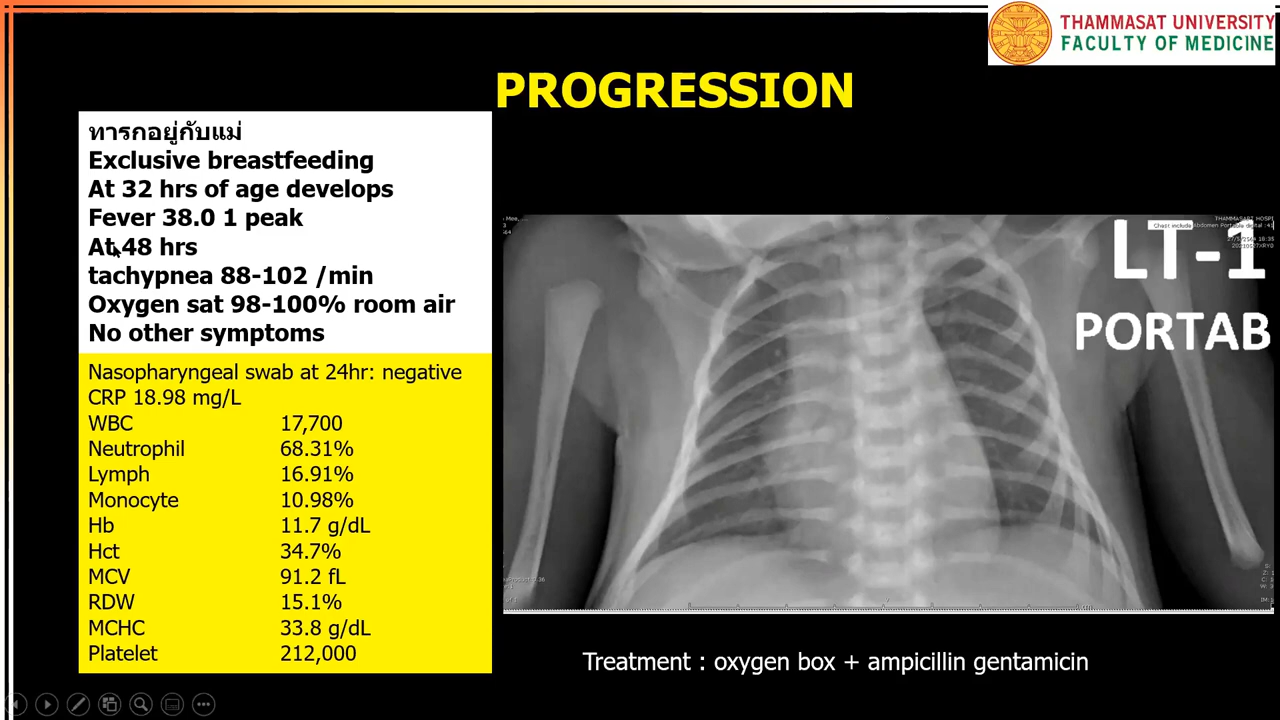 THAMMASAT UNIVERSITY
FACULTY OF MEDICINE
PROGRESSION
ทารกอยู่กับแม่
Exclusive breastfeeding
At 32 hrs of age develops
Fever 38.0 1 peak
At 48 hrs
tachypnea 88-102 /min
Oxygen sat 98-100% room air
No other symptoms
Nasopharyngeal swab at 24hr: negative
CRP 18.98 mg/L
WBC 17,700
Neutrophil 68.31%
Lymph 16.91%
Monocyte 10.98%
Hb 11.7 g/dL
Hct 34.7%
MCV 91.2 fL
RDW 15.1%
MCHC 33.8 g/dL
Platelet 212,000
LT-1
PORTAB
Treatment : oxygen box + ampicillin gentamicin